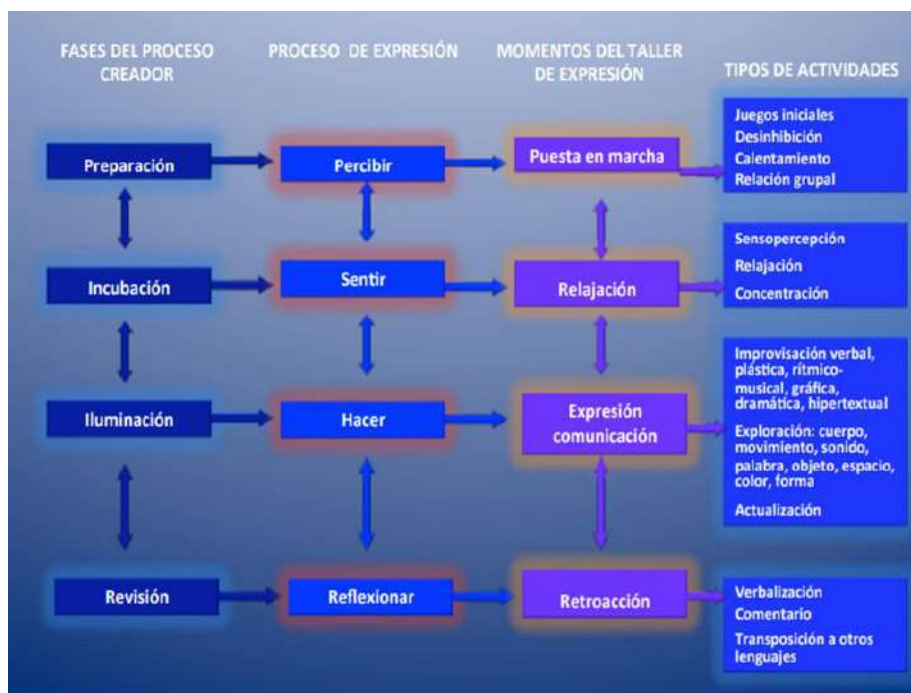 FASES DEL PROCESO
CREADOR
PROCESO DE EXPRESIÓN
MOMENTOS DEL TALLER
DE EXPRESIÓN
TIPOS DE ACTIVIDADES
Preparación
Percibir
Puesta en marcha
Juegos iniciales
Desinhibición
Calentamiento
Relación grupal
Incubación
Sentir
Relajación
Sensopercepción
Relajación
Concentración
Iluminación
Hacer
Expresión
comunicación
Improvisación verbal,
plástica, rítmico-
musical, gráfica,
dramática, hipertextual
Exploración: cuerpo,
movimiento, sonido,
palabra, objeto, espacio,
color, forma
Actualización
Revisión
Reflexionar
Retroacción
Verbalización
Comentario
Transposición a otros
lenguajes